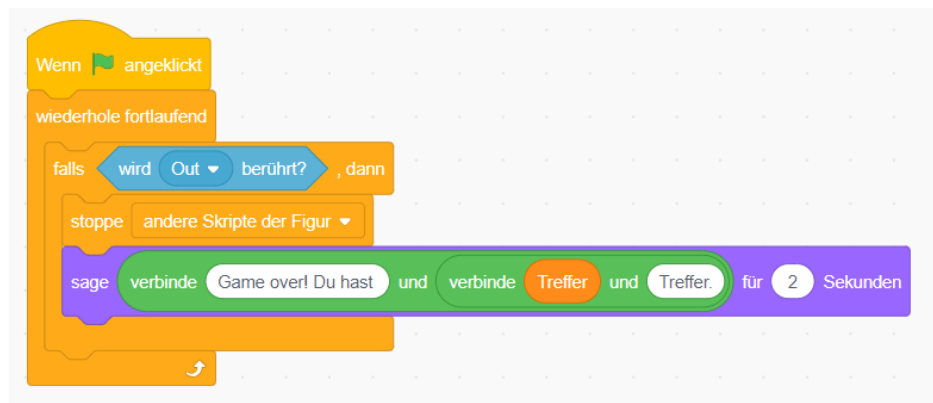 Wenn angeklickt
wiederhole fortlaufend
falls wird Out berührt? , dann
stoppe andere Skripte der Figur
sage verbinde Game over! Du hast und verbinde Treffer und Treffer. für 2 Sekunden